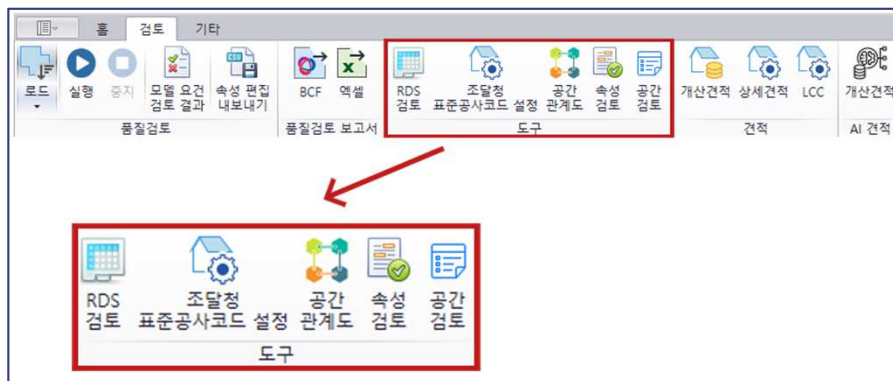 홈 검토 기타
로드 실행 중지 모델 요건 검토 결과 속성 편집 내보내기
품질검토
BCF 엑셀
품질검토 보고서
RDS 검토 조달청 표준공사코드 설정 공간 관계도 속성 검토 공간 검토
도구
개산견적 상세견적 LCC
견적
개산견적
AI 견적
RDS 검토 조달청 표준공사코드 설정 공간 관계도 속성 검토 공간 검토
도구